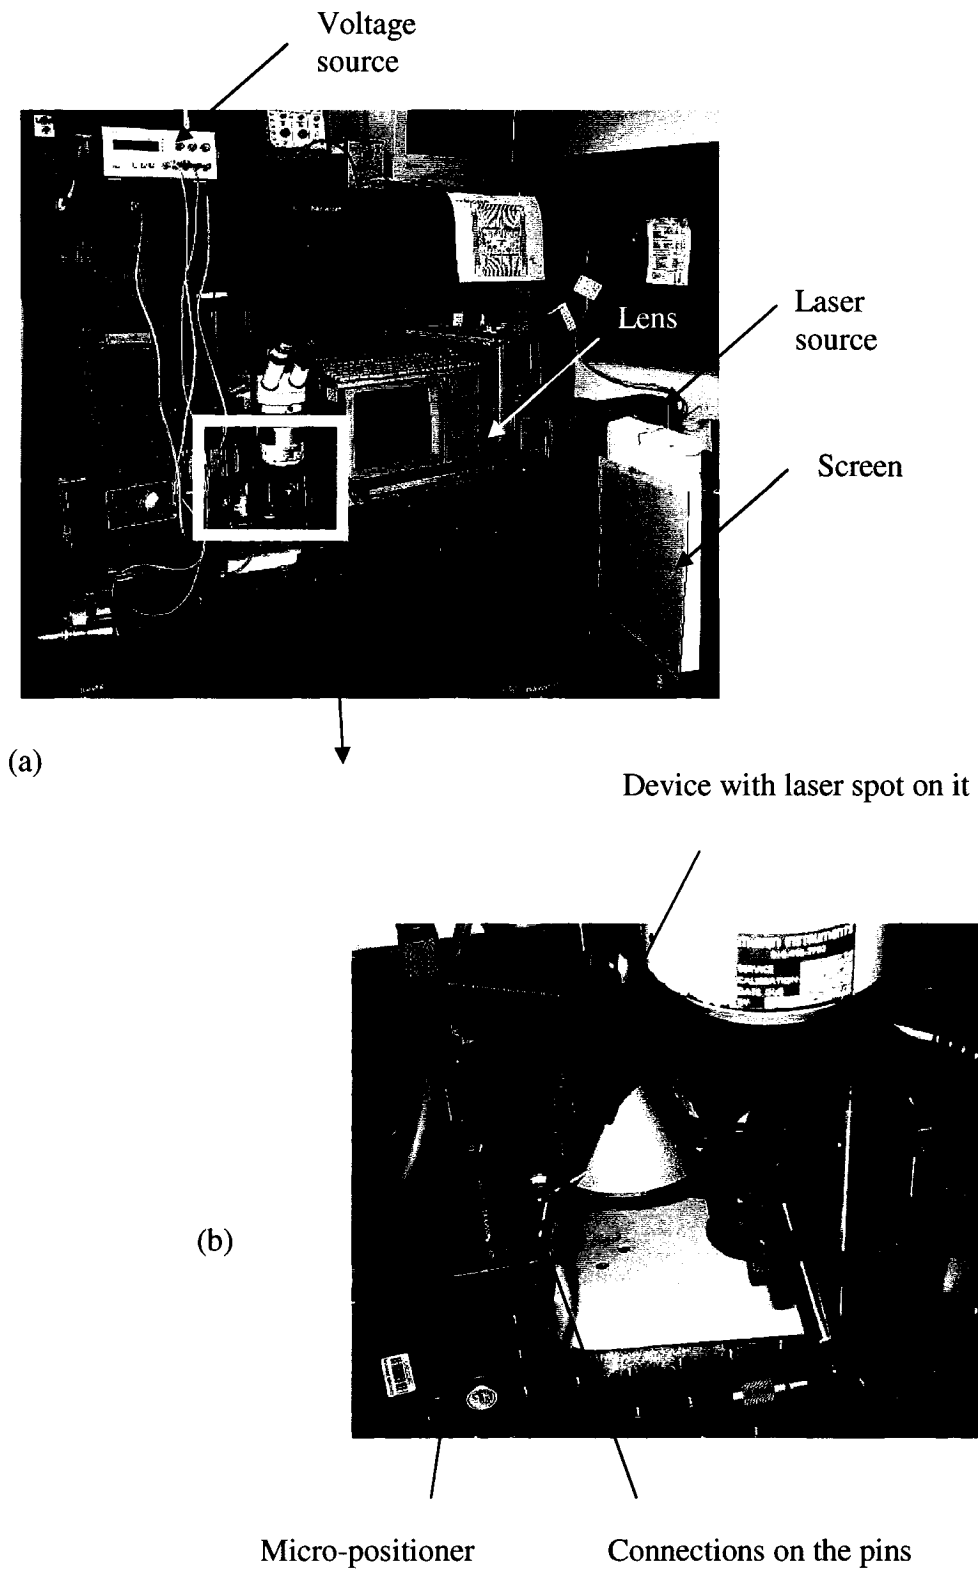 Voltage
source
Lens
Laser
source
Screen
(a)
Device with laser spot on it
(b)
Micro-positioner
Connections on the pins